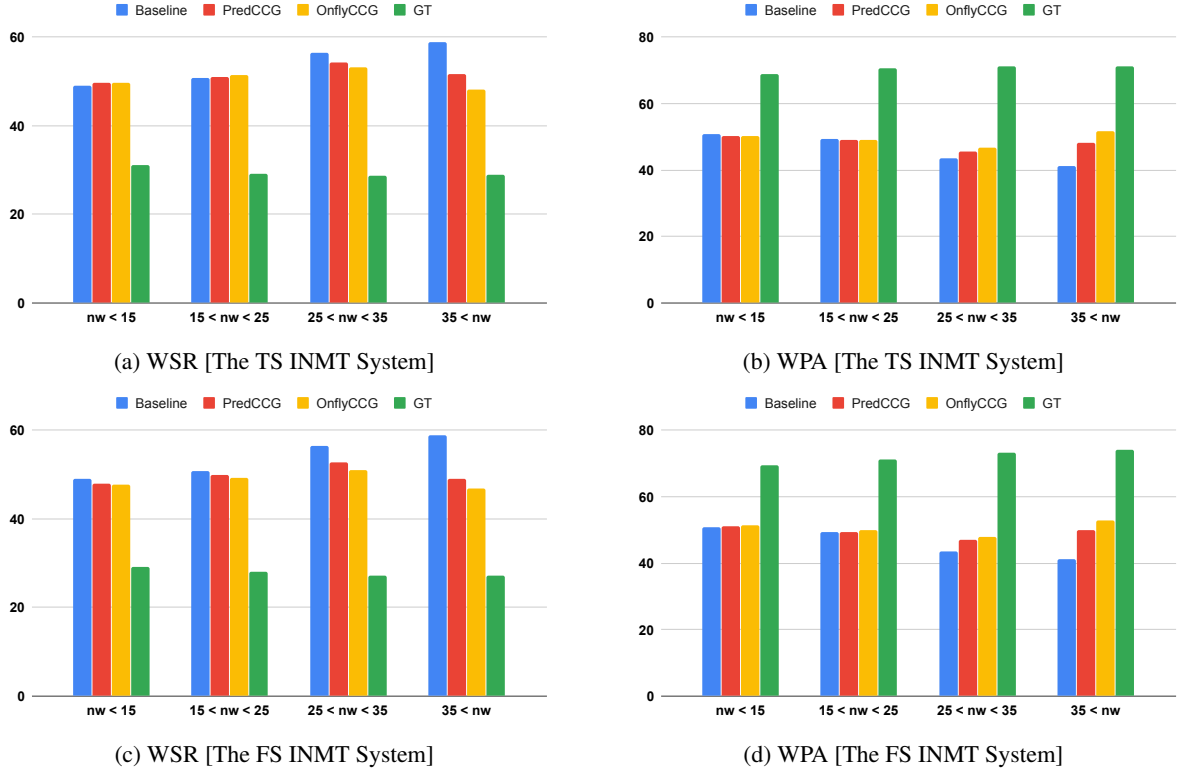 Baseline PredCCG OnflyCCG GT
60
40
20
0
nw < 15 15 < nw < 25 25 < nw < 35 35 < nw
(a) WSR [The TS INMT System]
Baseline PredCCG OnflyCCG GT
80
60
40
20
0
nw < 15 15 < nw < 25 25 < nw < 35 35 < nw
(b) WPA [The TS INMT System]
Baseline PredCCG OnflyCCG GT
60
40
20
0
nw < 15 15 < nw < 25 25 < nw < 35 35 < nw
(c) WSR [The FS INMT System]
Baseline PredCCG OnflyCCG GT
80
60
40
20
0
nw < 15 15 < nw < 25 25 < nw < 35 35 < nw
(d) WPA [The FS INMT System]